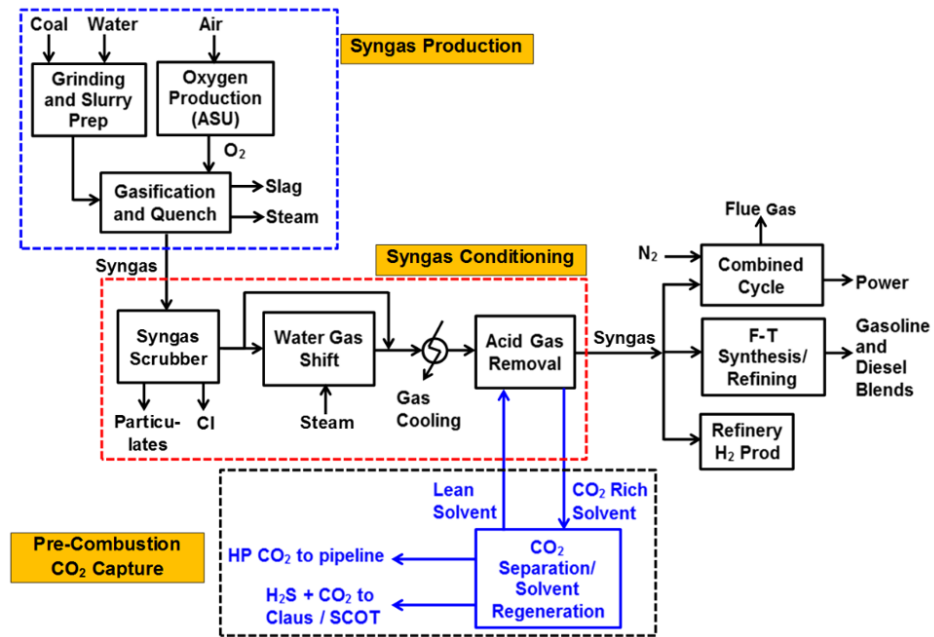 Coal
Water
Air
Syngas Production
Grinding
and Slurry
Prep
Oxygen
Production
(ASU)
O₂
Gasification
and Quench
Slag
Steam
Syngas
Syngas Conditioning
Syngas
Scrubber
Water Gas
Shift
Acid Gas
Removal
Gas
Cooling
Particu-
lates
Cl
Steam
Syngas
N₂
Flue Gas
Combined
Cycle
Power
F-T
Synthesis/
Refining
Gasoline
and
Diesel
Blends
Refinery
H₂ Prod
Lean
Solvent
CO₂ Rich
Solvent
Pre-Combustion
CO₂ Capture
HP CO₂ to pipeline
H₂S + CO₂ to
Claus / SCOT
CO₂
Separation/
Solvent
Regeneration